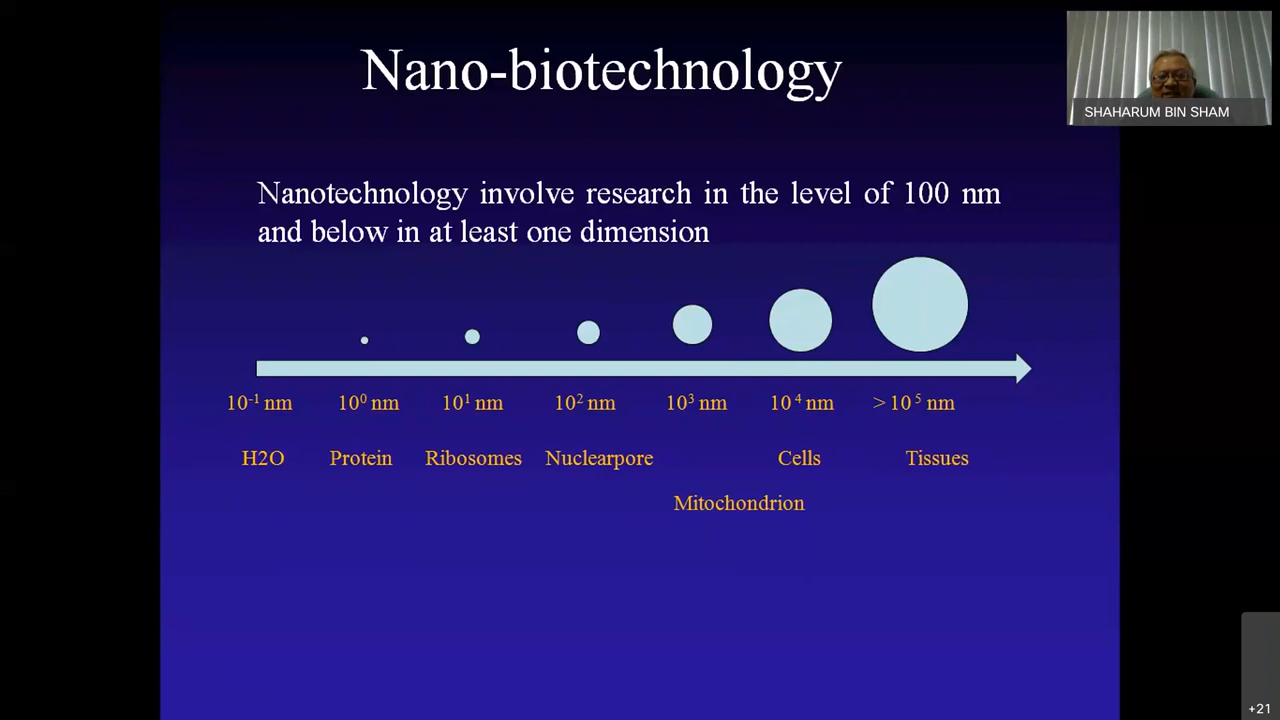 Nano-biotechnology
SHAHARUM BIN SHAM
Nanotechnology involve research in the level of 100 nm
and below in at least one dimension
10⁻¹ nm 10⁰ nm 10¹ nm 10² nm 10³ nm 10⁴ nm > 10⁵ nm
H2O Protein Ribosomes Nuclearpore Cells Tissues
Mitochondrion
+21